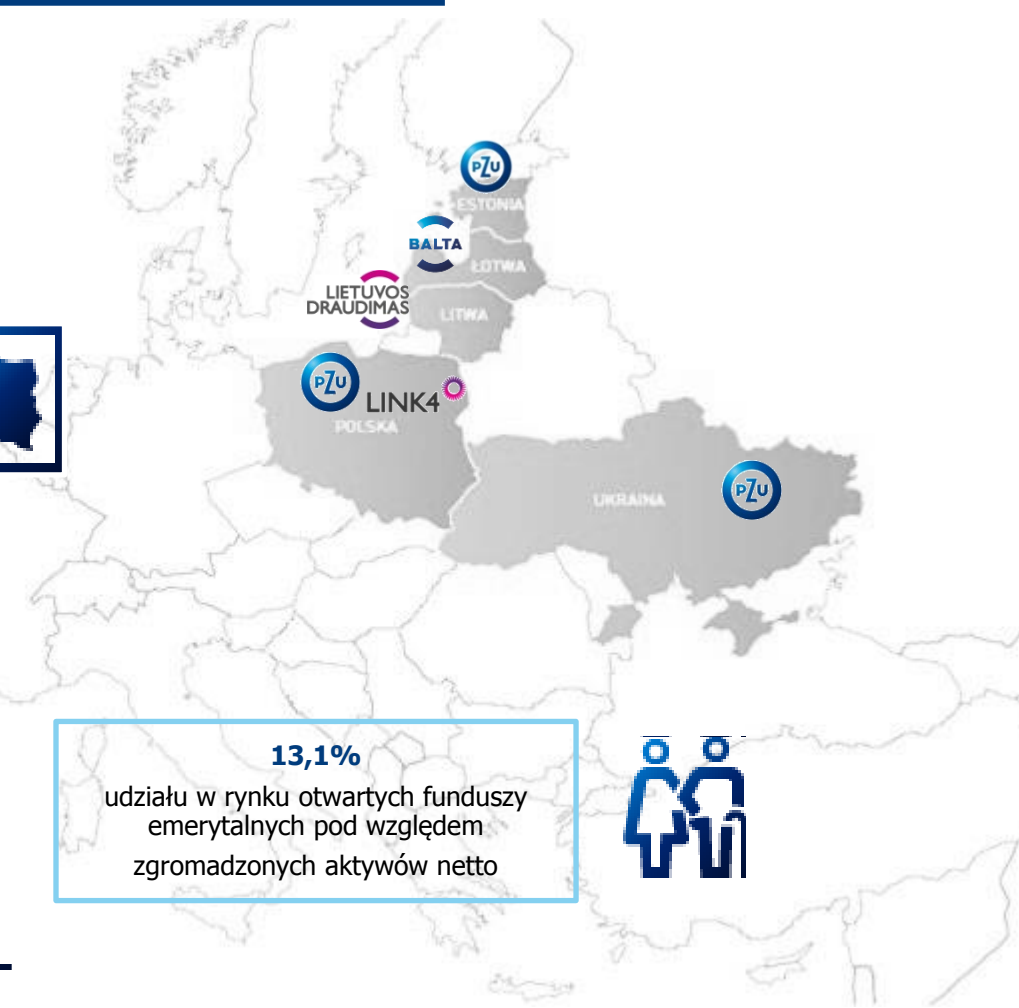 PZU
ESTONIA
BALTA
ŁOTWA
LIETUVOS
DRAUDIMAS
LITWA
PZU
LINK4
POLSKA
UKRAINA
PZU
13,1%
udziału w rynku otwartych funduszy
emerytalnych pod względem
zgromadzonych aktywów netto